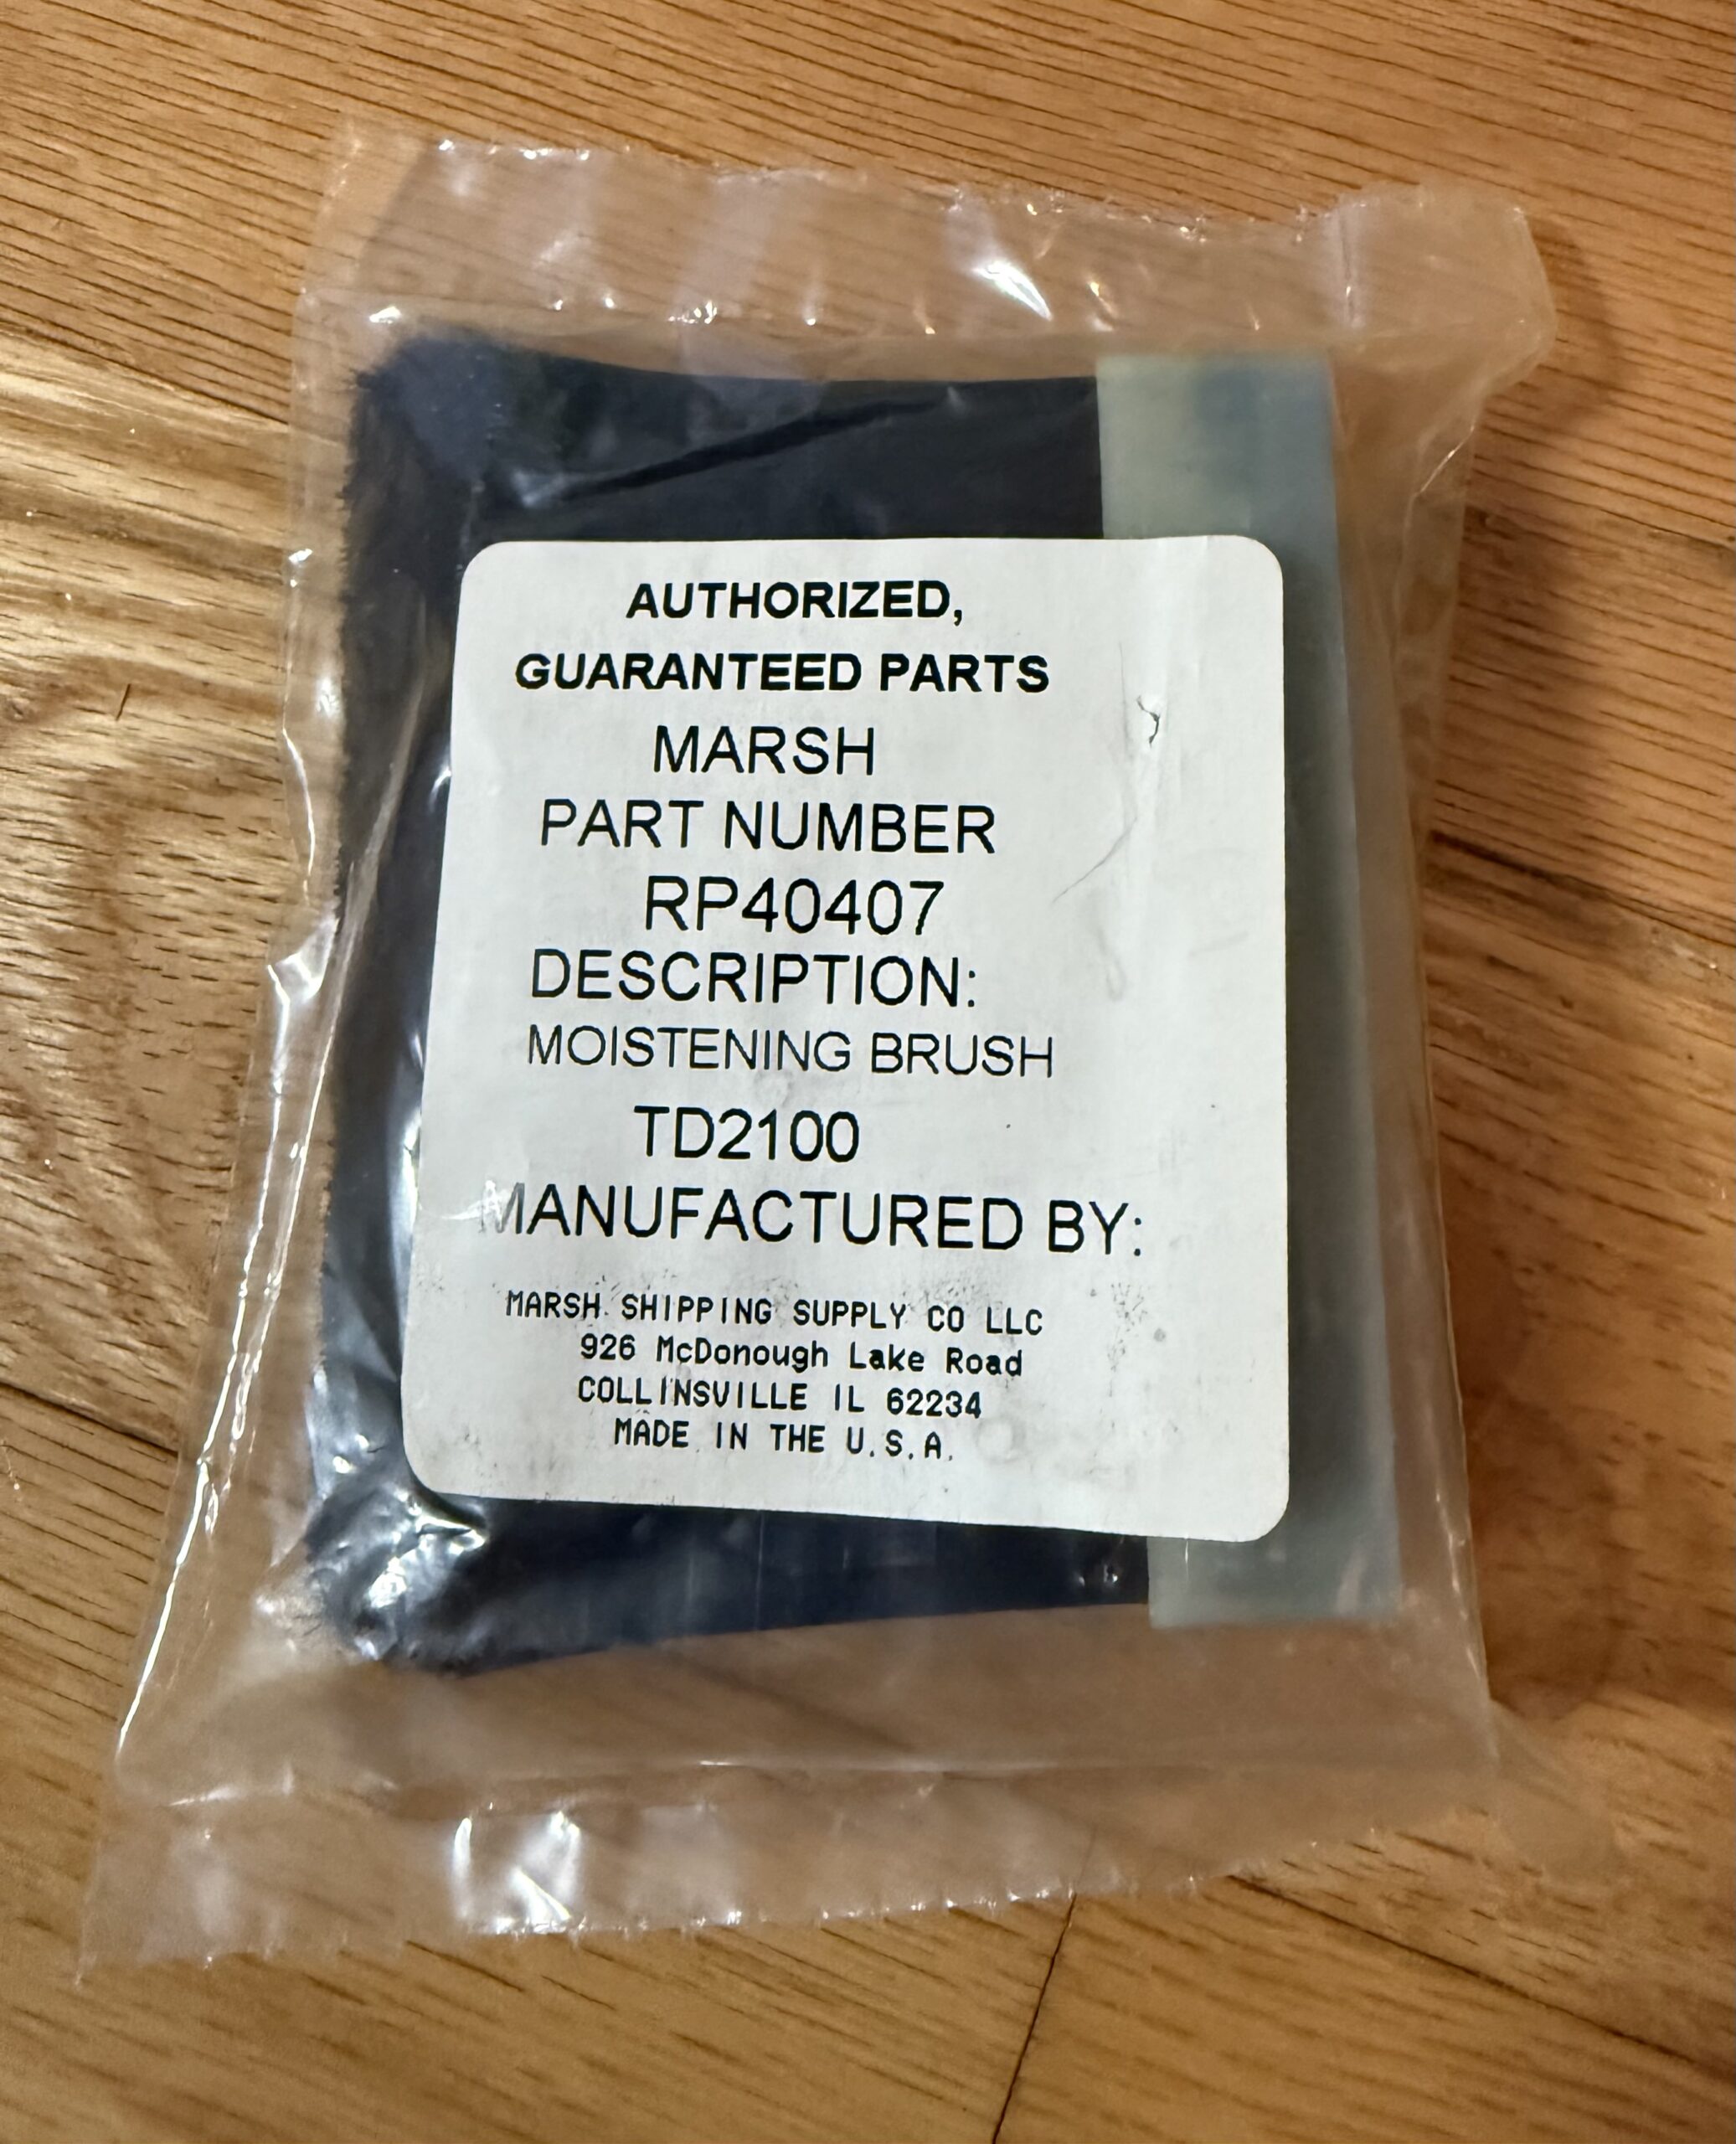 AUTHORIZED,
GUARANTEED PARTS
MARSH
PART NUMBER
RP40407
DESCRIPTION:
MOISTENING BRUSH
TD2100
MANUFACTURED BY:
MARSH SHIPPING SUPPLY CO LLC
926 McDonough Lake Road
COLLINSVILLE IL 62234
MADE IN THE U.S.A.